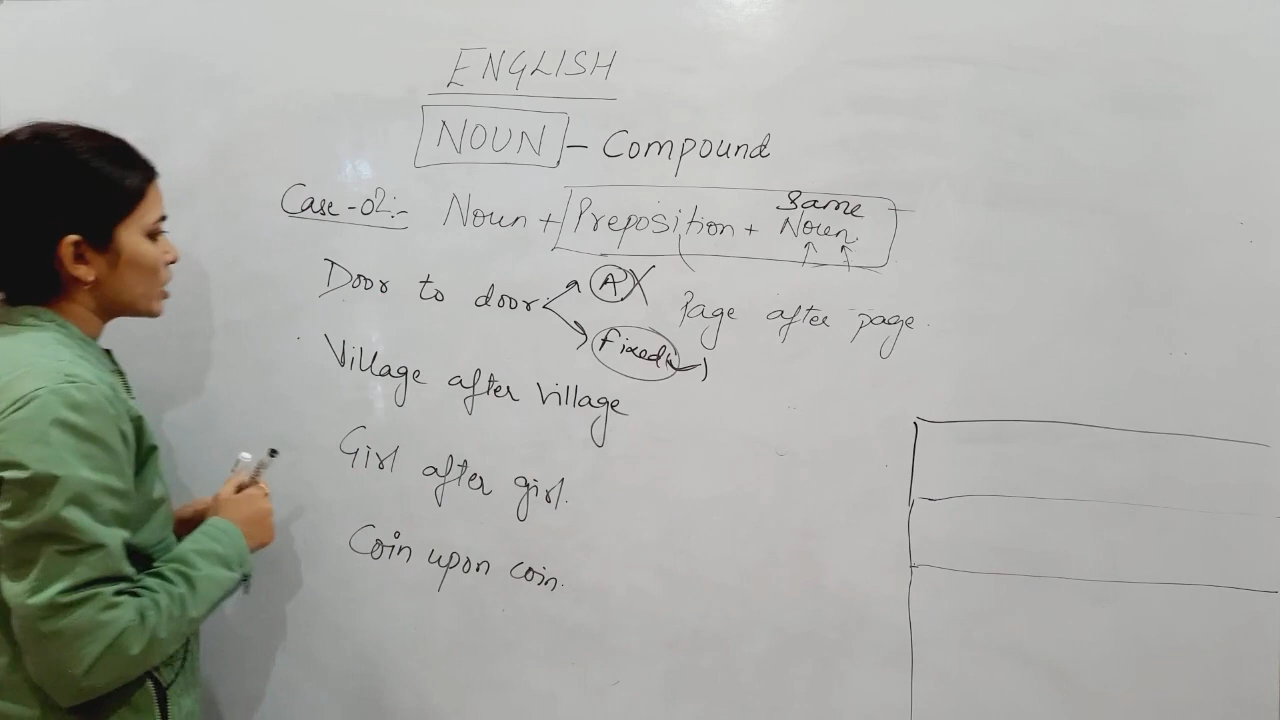 ENGLISH
NOUN - Compound
Case-02:- Noun + Preposition + Same Noun
Door to door A X
fixed
Page after page.
Village after village
Girl after girl.
Coin upon coin.